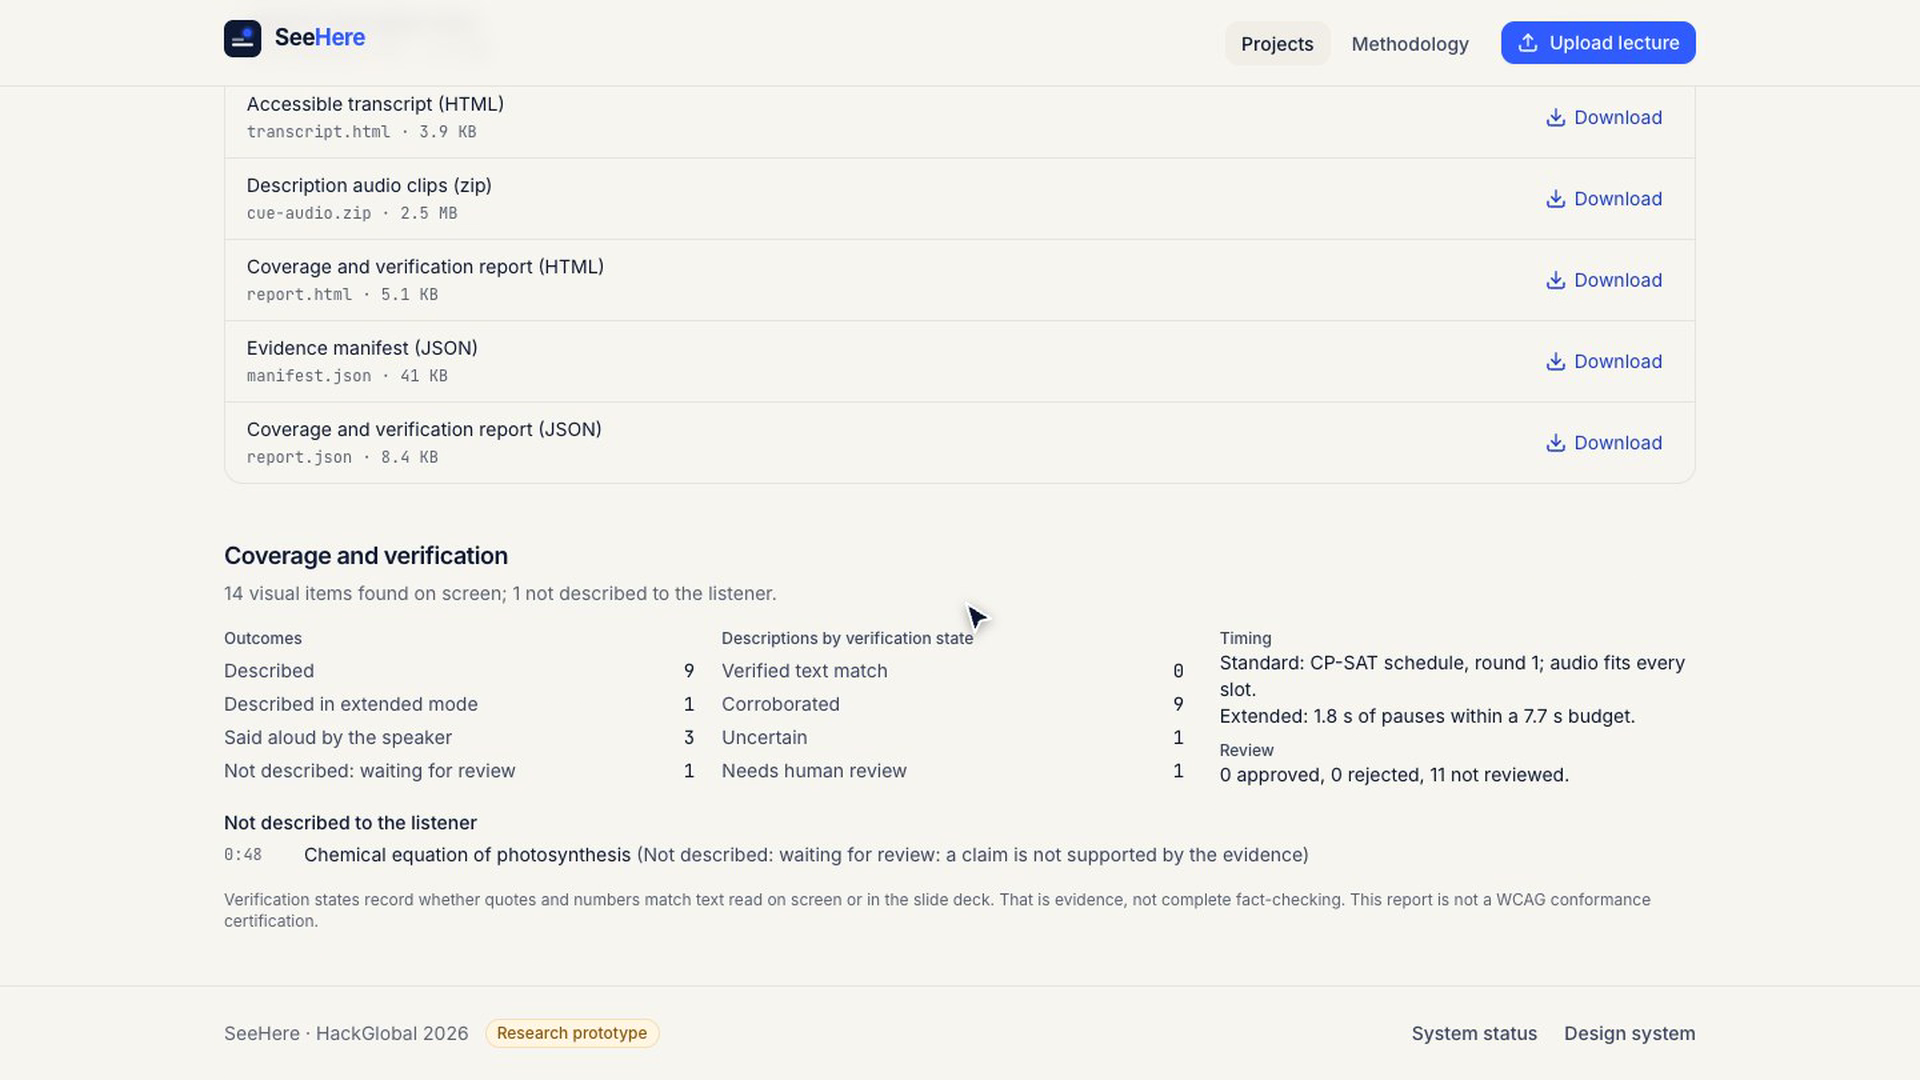 SeeHere
Projects
Methodology
Upload lecture
Accessible transcript (HTML)
transcript.html · 3.9 KB
Download
Description audio clips (zip)
cue-audio.zip · 2.5 MB
Download
Coverage and verification report (HTML)
report.html · 5.1 KB
Download
Evidence manifest (JSON)
manifest.json · 41 KB
Download
Coverage and verification report (JSON)
report.json · 8.4 KB
Download
Coverage and verification
14 visual items found on screen; 1 not described to the listener.
Outcomes
Described 9
Described in extended mode 1
Said aloud by the speaker 3
Not described: waiting for review 1
Descriptions by verification state
Verified text match 0
Corroborated 9
Uncertain 1
Needs human review 1
Timing
Standard: CP-SAT schedule, round 1; audio fits every
slot.
Extended: 1.8 s of pauses within a 7.7 s budget.
Review
0 approved, 0 rejected, 11 not reviewed.
Not described to the listener
0:48 Chemical equation of photosynthesis (Not described: waiting for review: a claim is not supported by the evidence)
Verification states record whether quotes and numbers match text read on screen or in the slide deck. That is evidence, not complete fact-checking. This report is not a WCAG conformance
certification.
SeeHere · HackGlobal 2026
Research prototype
System status
Design system